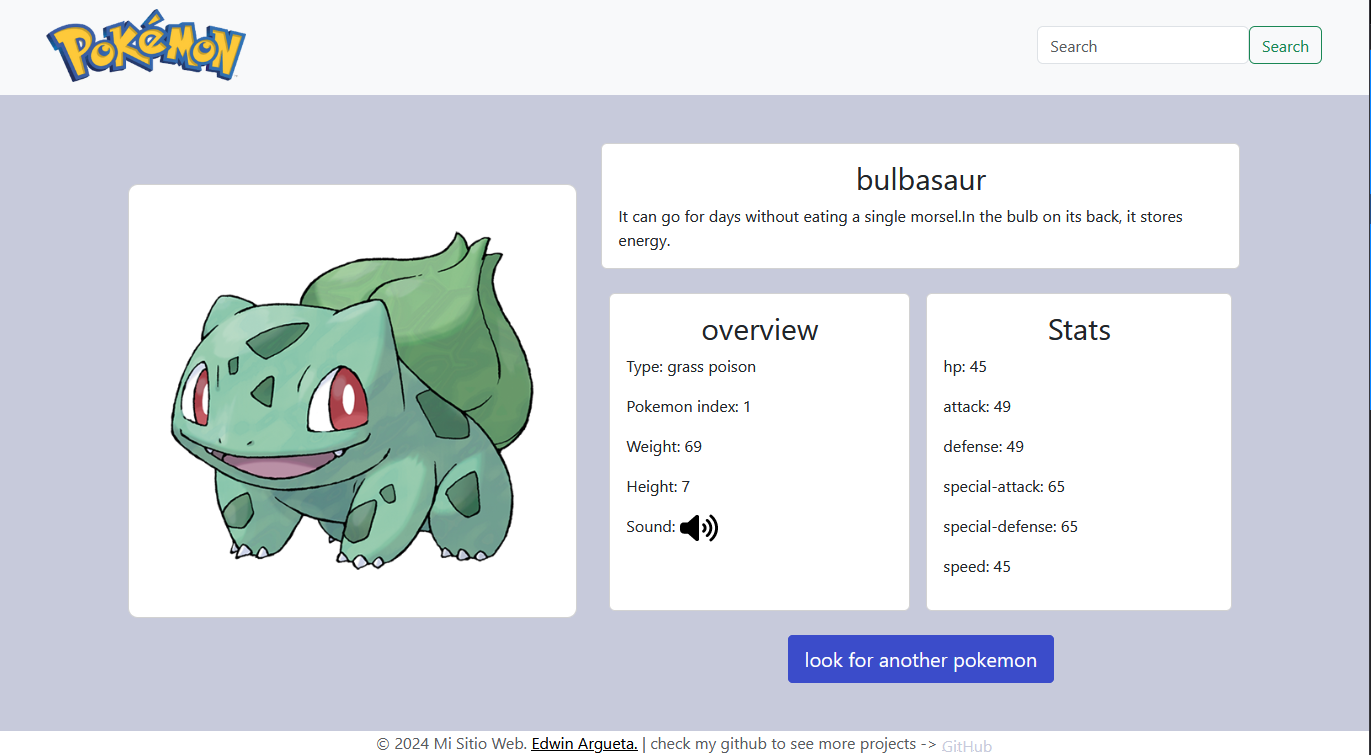 Pokémon
Search
Search
bulbasaur
It can go for days without eating a single morsel.In the bulb on its back, it stores
energy.
overview
Type: grass poison
Pokemon index: 1
Weight: 69
Height: 7
Sound:
Stats
hp: 45
attack: 49
defense: 49
special-attack: 65
special-defense: 65
speed: 45
look for another pokemon
© 2024 Mi Sitio Web. Edwin Argueta. | check my github to see more projects -> GitHub